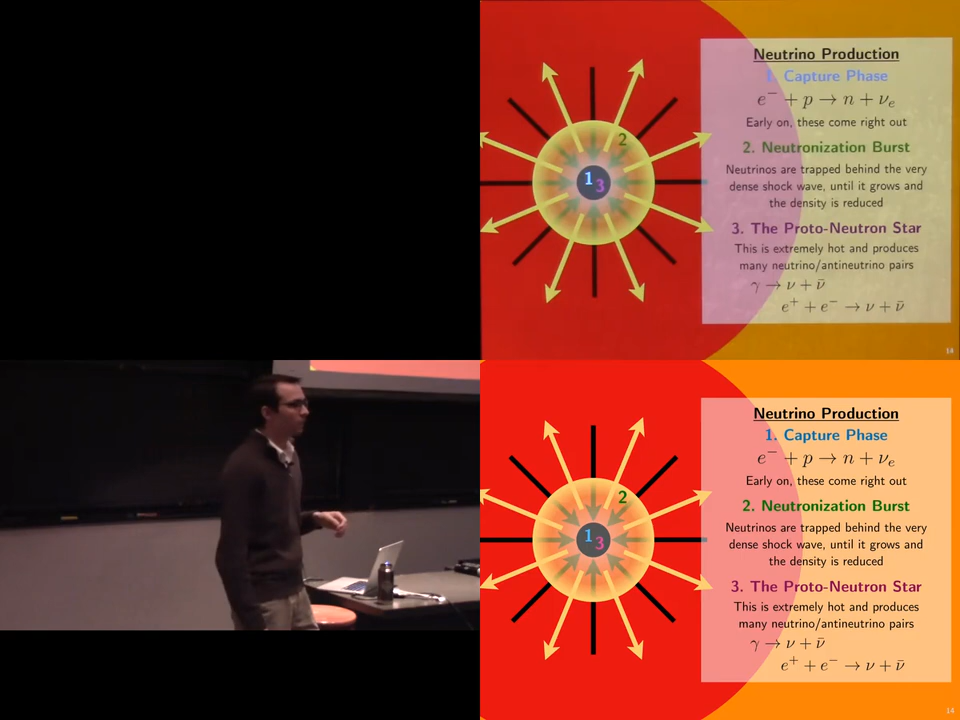 Neutrino Production
1. Capture Phase
e⁻ + p → n + νₑ
Early on, these come right out
2. Neutronization Burst
Neutrinos are trapped behind the very
dense shock wave, until it grows and
the density is reduced
3. The Proto-Neutron Star
This is extremely hot and produces
many neutrino/antineutrino pairs
γ → ν + ν̄
e⁺ + e⁻ → ν + ν̄
2
1
3
14
Neutrino Production
1. Capture Phase
e⁻ + p → n + νₑ
Early on, these come right out
2. Neutronization Burst
Neutrinos are trapped behind the very
dense shock wave, until it grows and
the density is reduced
3. The Proto-Neutron Star
This is extremely hot and produces
many neutrino/antineutrino pairs
γ → ν + ν̄
e⁺ + e⁻ → ν + ν̄
2
1
3
14